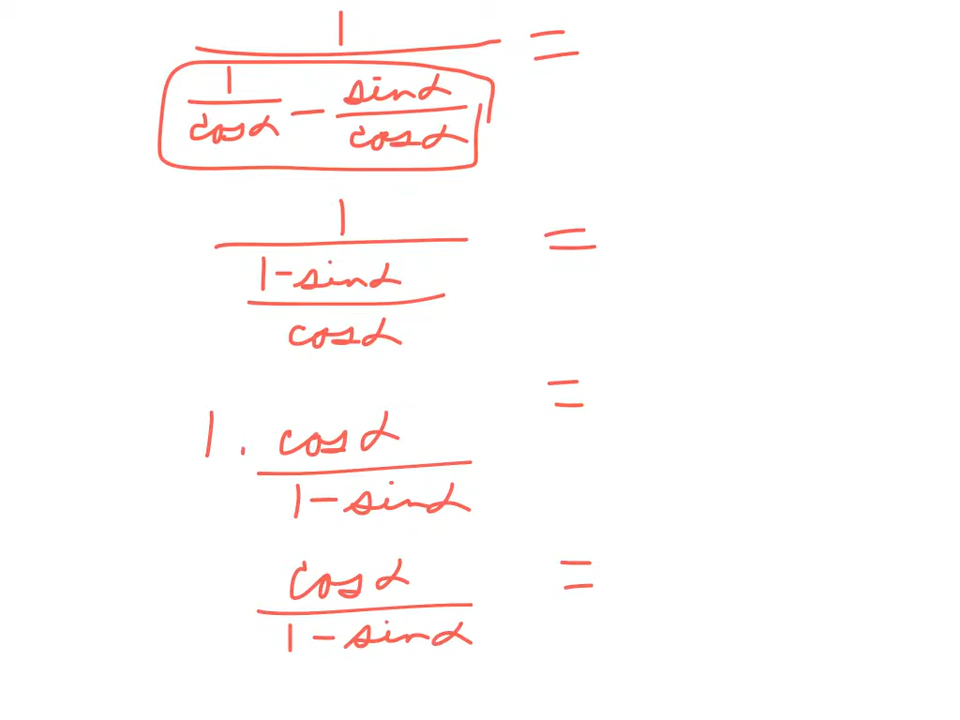 1 =
1 - sinα
cosα cosα
1 =
1 - sinα
cosα
=
1 · cosα
1 - sinα
cosα =
1 - sinα